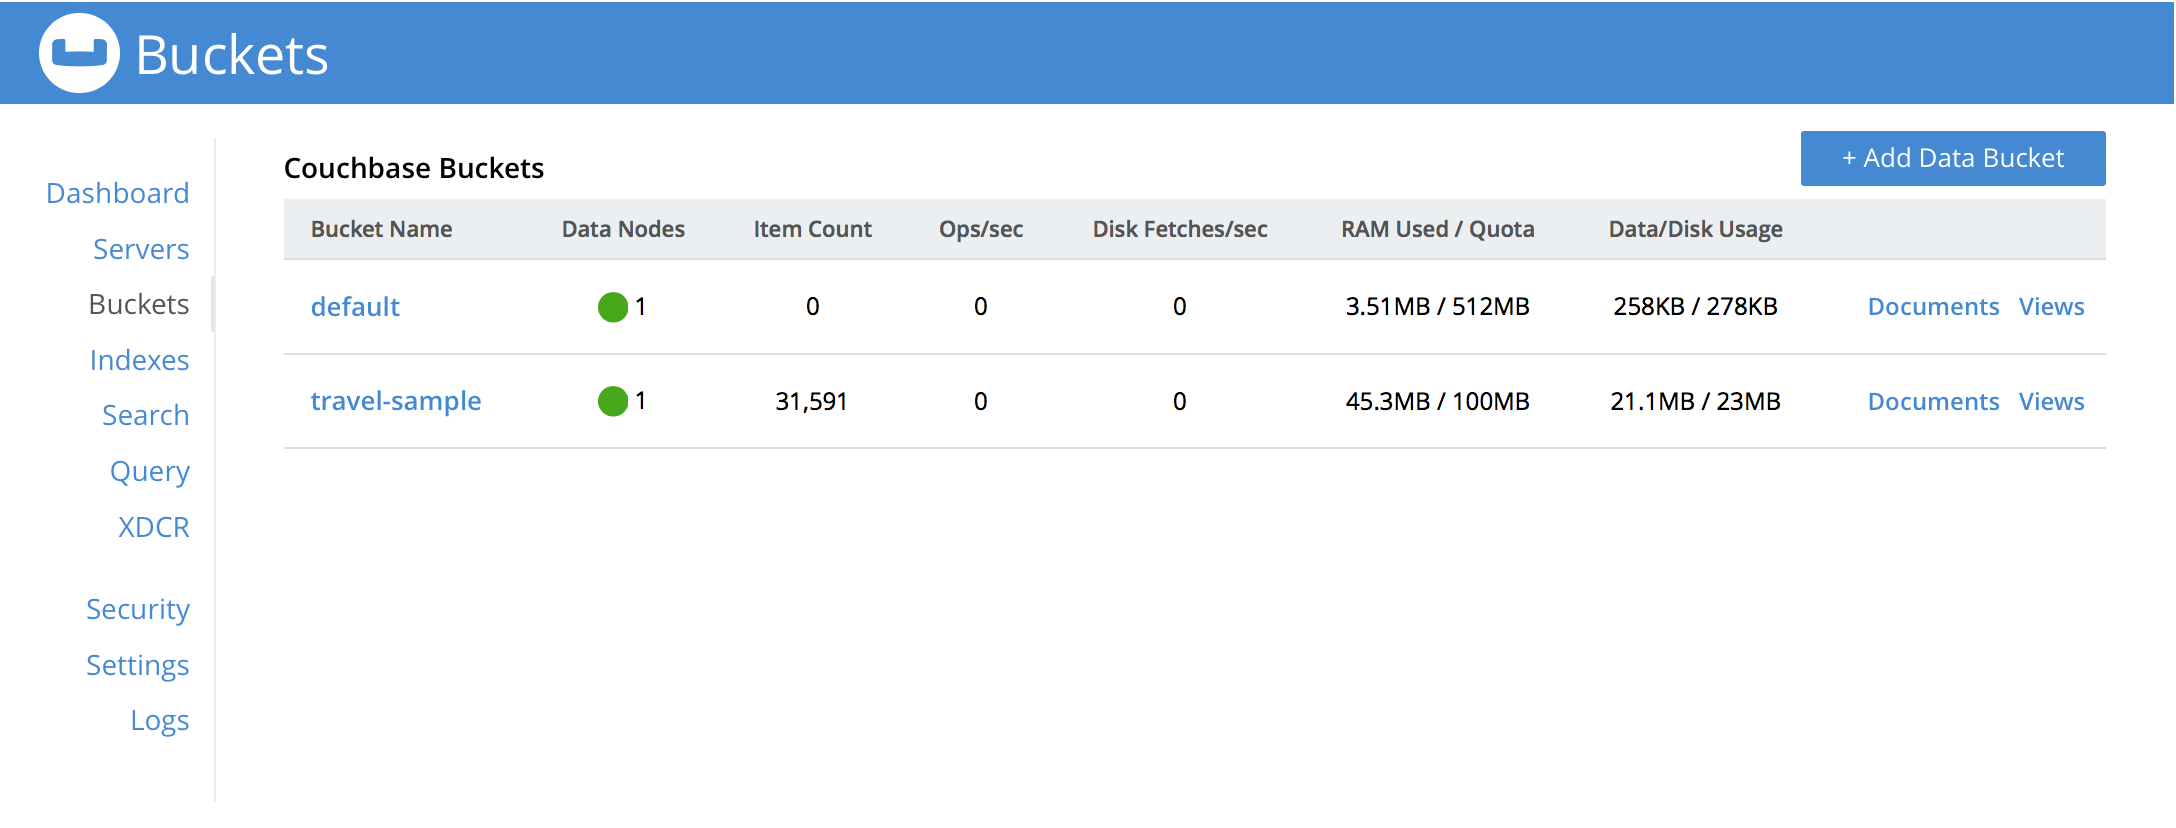 Buckets
Dashboard
Servers
Buckets
Indexes
Search
Query
XDCR
Security
Settings
Logs
Couchbase Buckets
+ Add Data Bucket
Bucket Name Data Nodes Item Count Ops/sec Disk Fetches/sec RAM Used / Quota Data/Disk Usage
default 1 0 0 0 3.51MB / 512MB 258KB / 278KB Documents Views
travel-sample 1 31,591 0 0 45.3MB / 100MB 21.1MB / 23MB Documents Views